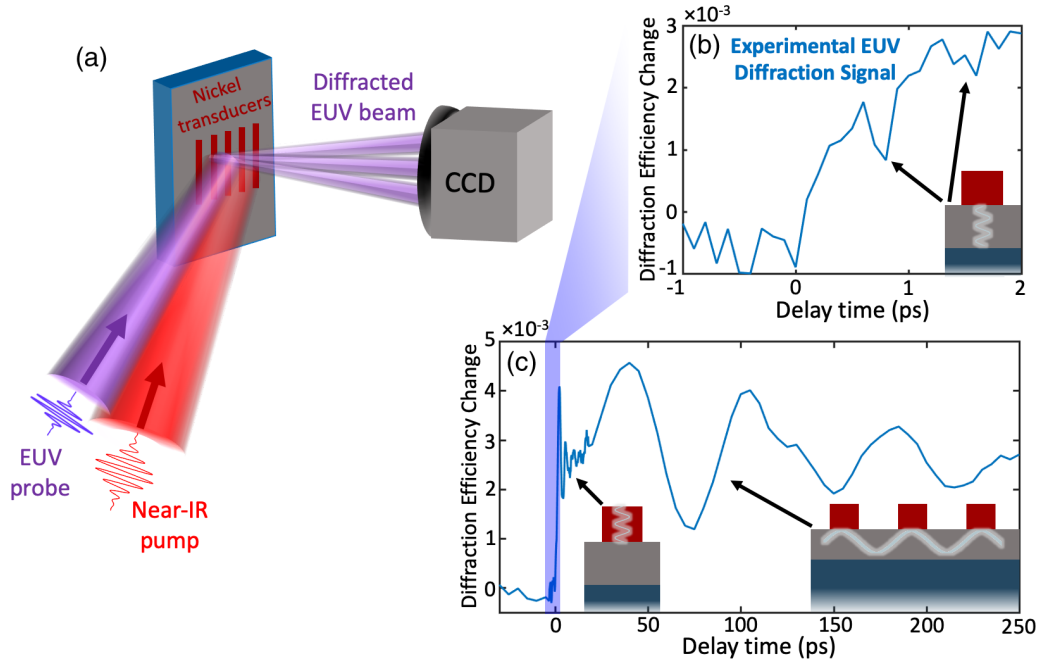 (a)
Nickel
transducers
Diffracted
EUV beam
CCD
EUV
probe
Near-IR
pump
(b)
×10⁻³
Experimental EUV
Diffraction Signal
Diffraction Efficiency Change
3
2
1
0
-1
-1
0
1
2
Delay time (ps)
(c)
×10⁻³
Diffraction Efficiency Change
5
4
3
2
1
0
0
50
100
150
200
250
Delay time (ps)